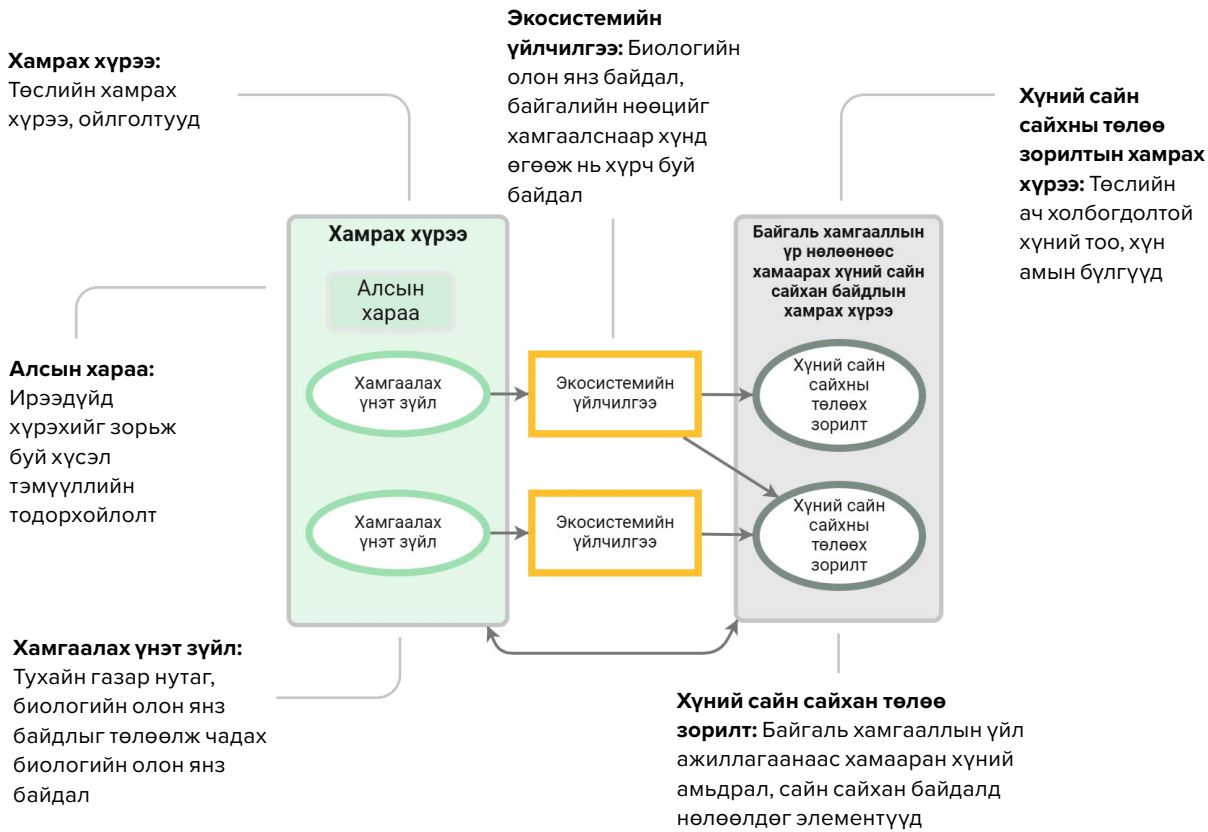 Хамрах хүрээ:
Төслийн хамрах
хүрээ, ойлголтууд
Экосистемийн
үйлчилгээ: Биологийн
олон янз байдал,
байгалийн нөөцийг
хамгаалснаар хүнд
өгөөж нь хүрч буй
байдал
Хүний сайн
сайхны төлөө
зорилтын хамрах
хүрээ: Төслийн
ач холбогдолтой
хүний тоо, хүн
амын бүлгүүд
Алсын хараа:
Ирээдүйд
хүрэхийг зорьж
буй хүсэл
тэмүүллийн
тодорхойлолт
Хамрах хүрээ
Алсын
хараа
Хамгаалах
үнэт зүйл
Экосистемийн
үйлчилгээ
Байгаль хамгааллын
үр нөлөөнөөс
хамаарах хүний сайн
сайхан байдлын
хамрах хүрээ
Хүний сайн
сайхны
төлөөх
зорилт
Хамгаалах
үнэт зүйл
Экосистемийн
үйлчилгээ
Хүний сайн
сайхны
төлөөх
зорилт
Хамгаалах үнэт зүйл:
Тухайн газар нутаг,
биологийн олон янз
байдлыг төлөөлж чадах
биологийн олон янз
байдал
Хүний сайн сайхан төлөө
зорилт: Байгаль хамгааллын үйл
ажиллагаанаас хамааран хүний
амьдрал, сайн сайхан байдалд
нөлөөлдөг элементүүд